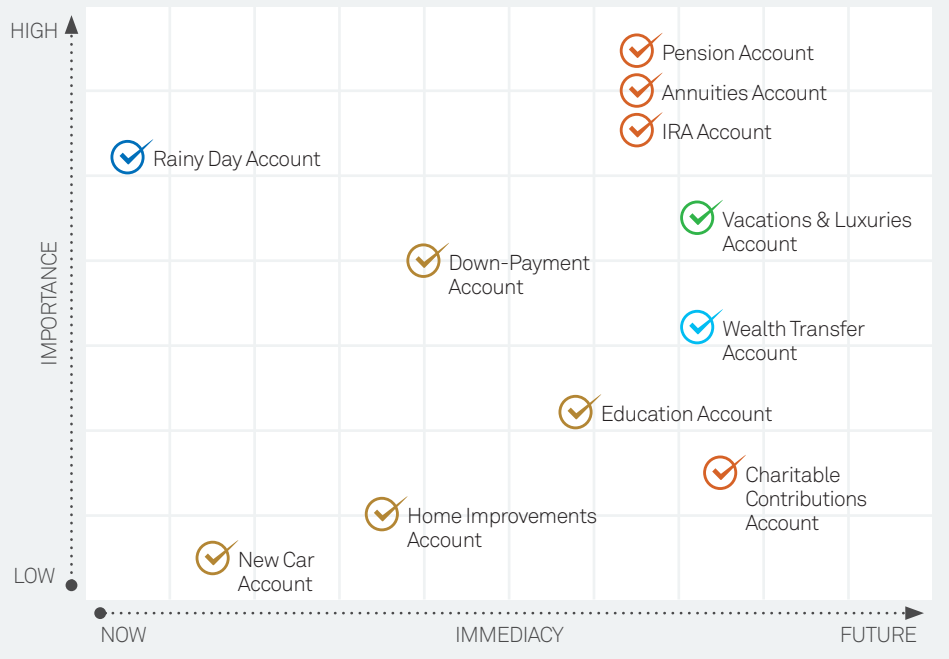 HIGH
Pension Account
Annuities Account
IRA Account
Rainy Day Account
Vacations & Luxuries
Account
Down-Payment
Account
IMPORTANCE
Wealth Transfer
Account
Education Account
Charitable
Contributions
Account
Home Improvements
Account
New Car
Account
LOW
NOW
IMMEDIACY
FUTURE